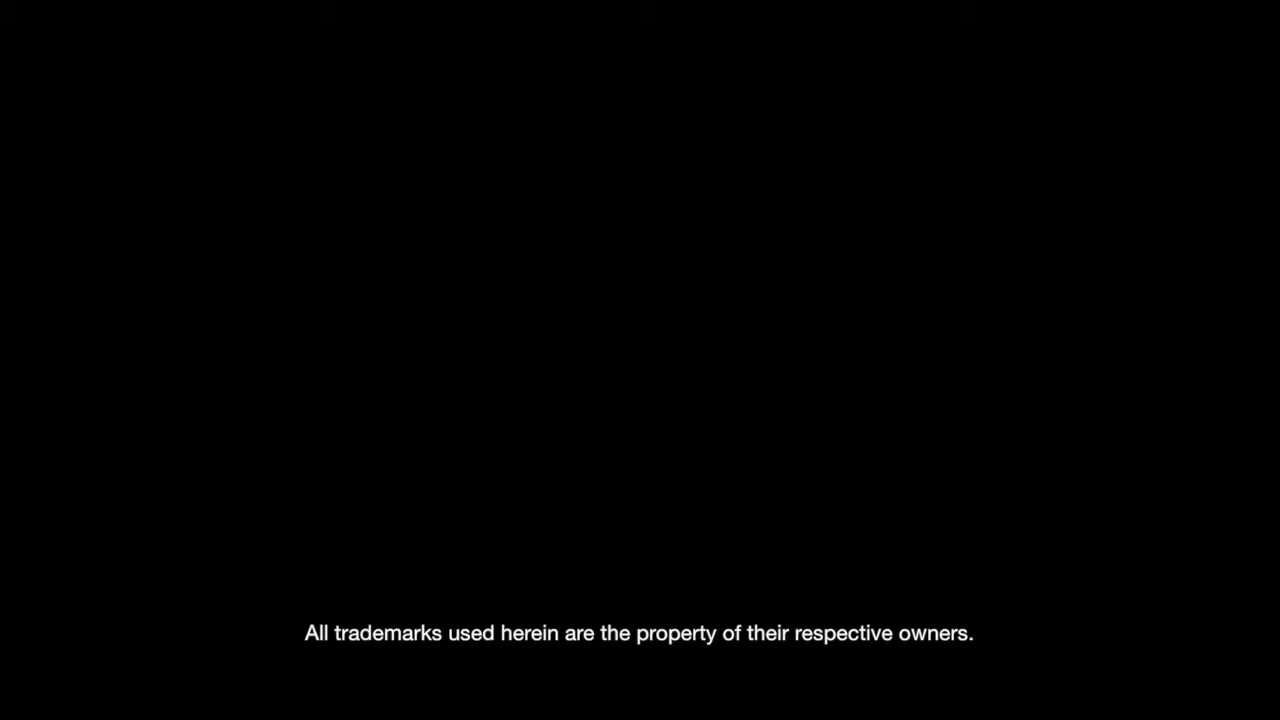 All trademarks used herein are the property of their respective owners.